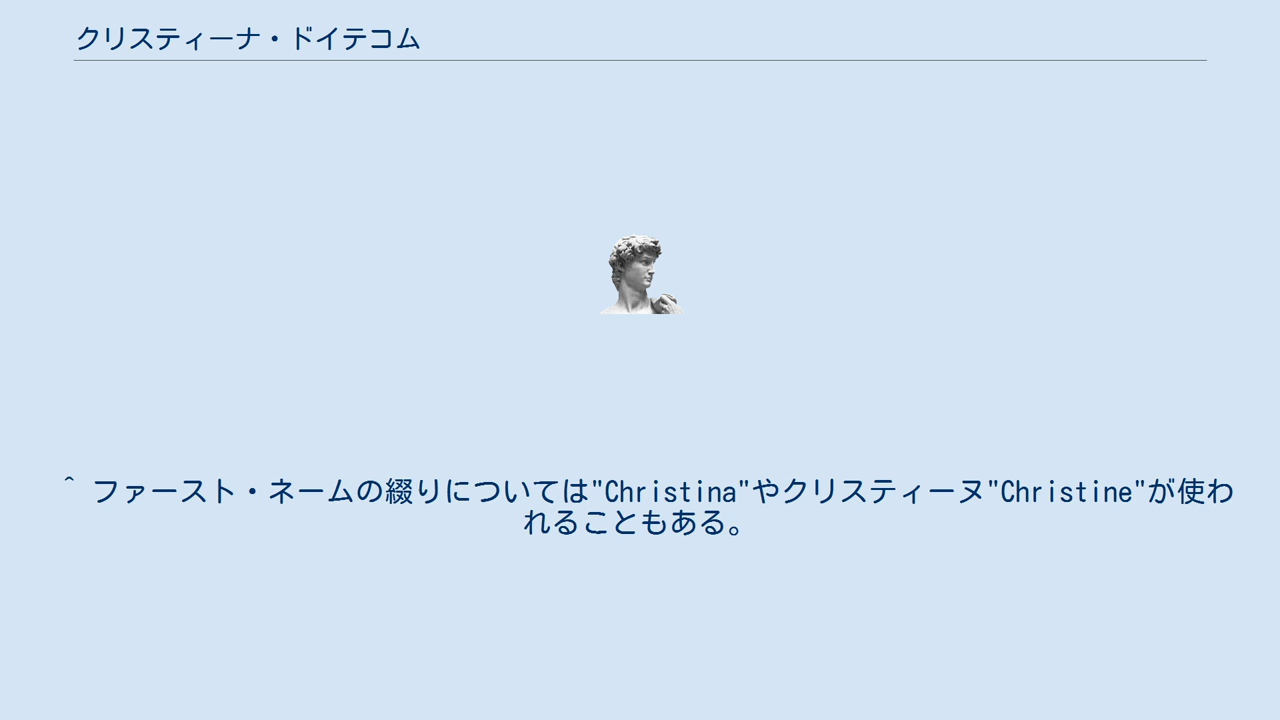 クリスティーナ・ドイテコム
^ ファースト・ネームの綴りについては"Christina"やクリスティーヌ"Christine"が使わ
れることもある。